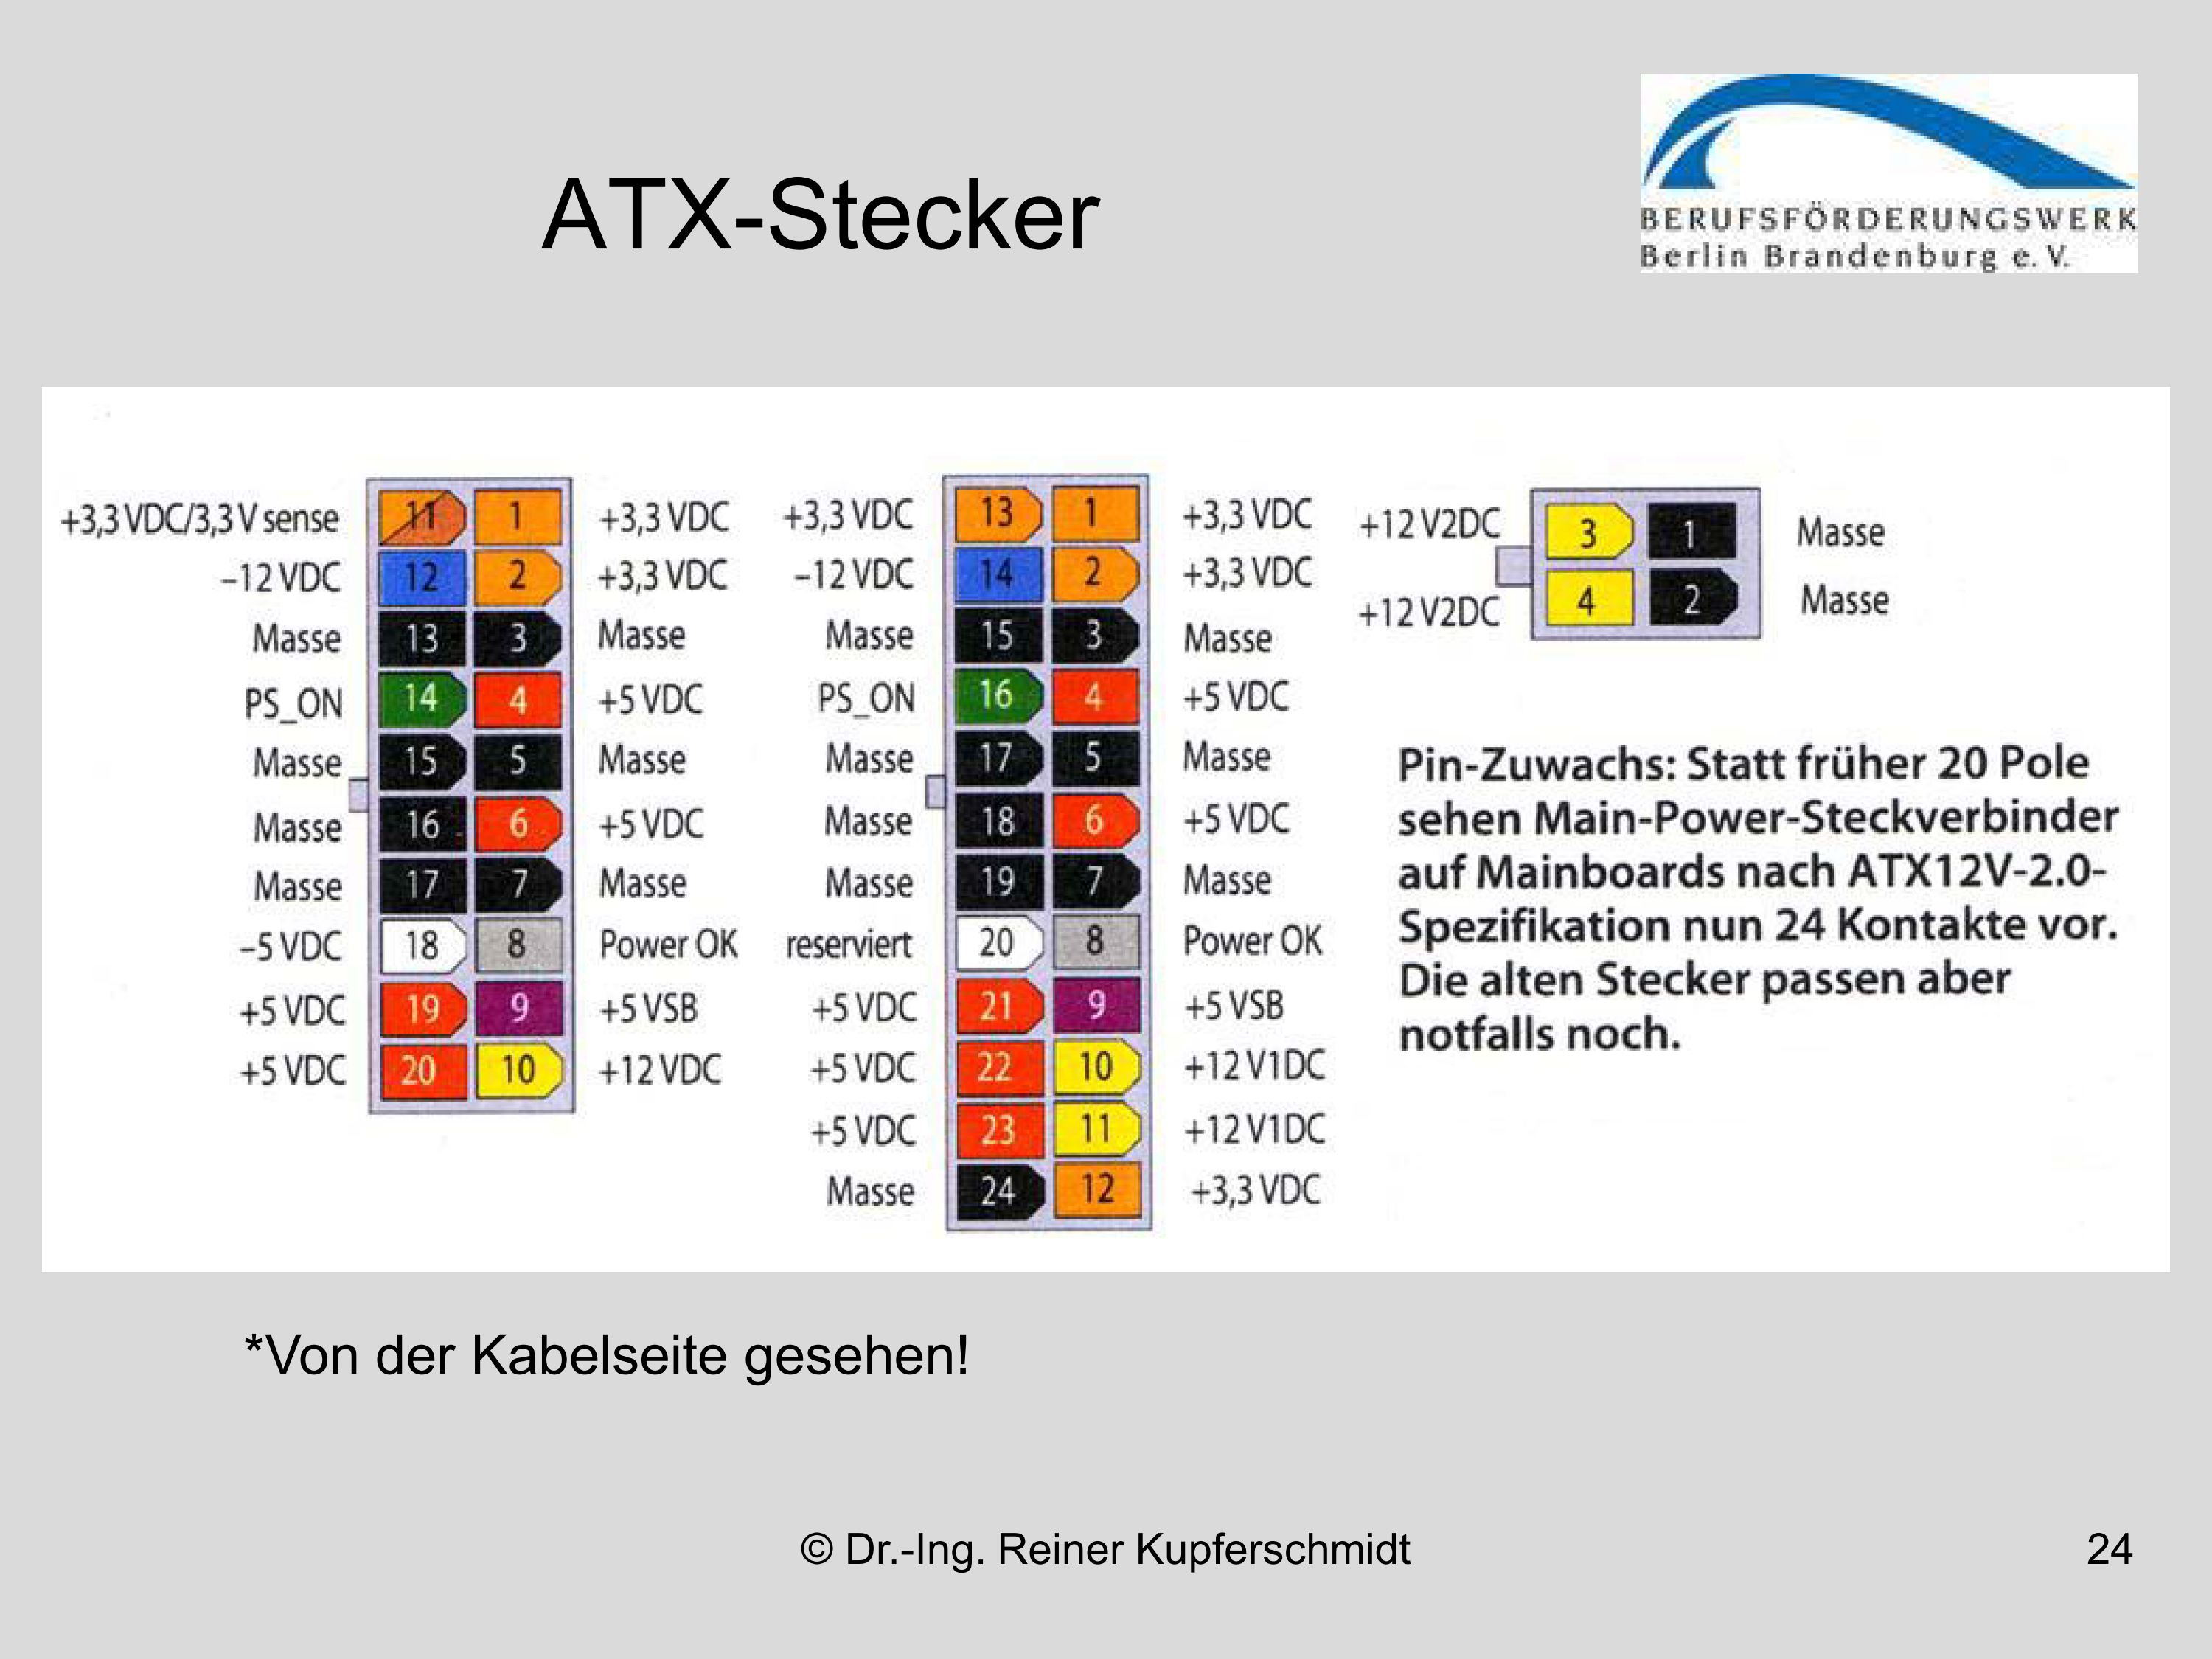 ATX-Stecker
BERUFSFÖRDERUNGSWERK
Berlin Brandenburg e. V.
+3,3 VDC/3,3 V sense 11 1 +3,3 VDC
–12 VDC 12 2 +3,3 VDC
Masse 13 3 Masse
PS_ON 14 4 +5 VDC
Masse 15 5 Masse
Masse 16 6 +5 VDC
Masse 17 7 Masse
–5 VDC 18 8 Power OK
+5 VDC 19 9 +5 VSB
+5 VDC 20 10 +12 VDC
+3,3 VDC 13 1 +3,3 VDC
–12 VDC 14 2 +3,3 VDC
Masse 15 3 Masse
PS_ON 16 4 +5 VDC
Masse 17 5 Masse
Masse 18 6 +5 VDC
Masse 19 7 Masse
reserviert 20 8 Power OK
+5 VDC 21 9 +5 VSB
+5 VDC 22 10 +12 V1DC
+5 VDC 23 11 +12 V1DC
Masse 24 12 +3,3 VDC
+12 V2DC 3 1 Masse
+12 V2DC 4 2 Masse
Pin-Zuwachs: Statt früher 20 Pole
sehen Main-Power-Steckverbinder
auf Mainboards nach ATX12V-2.0-
Spezifikation nun 24 Kontakte vor.
Die alten Stecker passen aber
notfalls noch.
*Von der Kabelseite gesehen!
© Dr.-Ing. Reiner Kupferschmidt
24